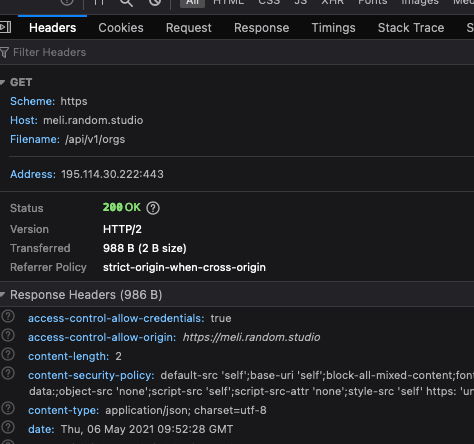 All HTML CSS JS XHR Fonts Images
Headers Cookies Request Response Timings Stack Trace S
Filter Headers
GET
Scheme: https
Host: meli.random.studio
Filename: /api/v1/orgs
Address: 195.114.30.222:443
Status 200 OK
Version HTTP/2
Transferred 988 B (2 B size)
Referrer Policy strict-origin-when-cross-origin
Response Headers (986 B)
access-control-allow-credentials: true
access-control-allow-origin: https://meli.random.studio
content-length: 2
content-security-policy: default-src 'self';base-uri 'self';block-all-mixed-content;font
data:;object-src 'none';script-src 'self';script-src-attr 'none';style-src 'self' https: 'un
content-type: application/json; charset=utf-8
date: Thu, 06 May 2021 09:52:28 GMT